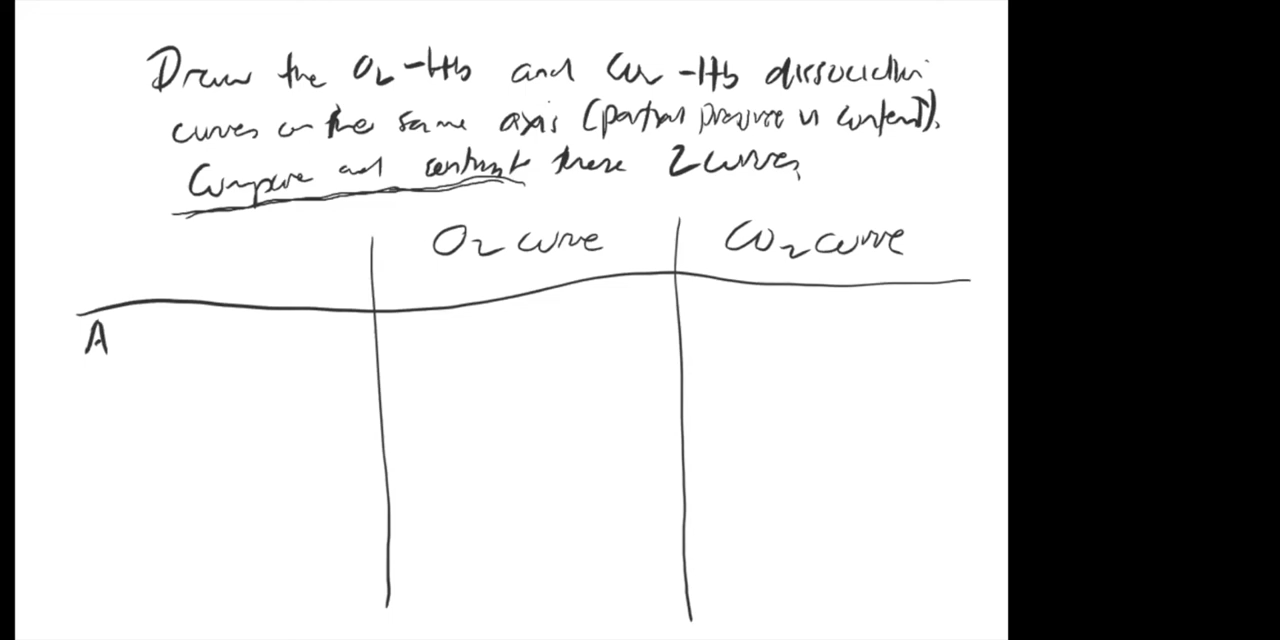 Draw the O2-Hb and CO2-Hb dissociation
curves on the same axis (partial pressure vs content).
Compare and contrast these 2 curves,
O2 curve CO2 curve
A